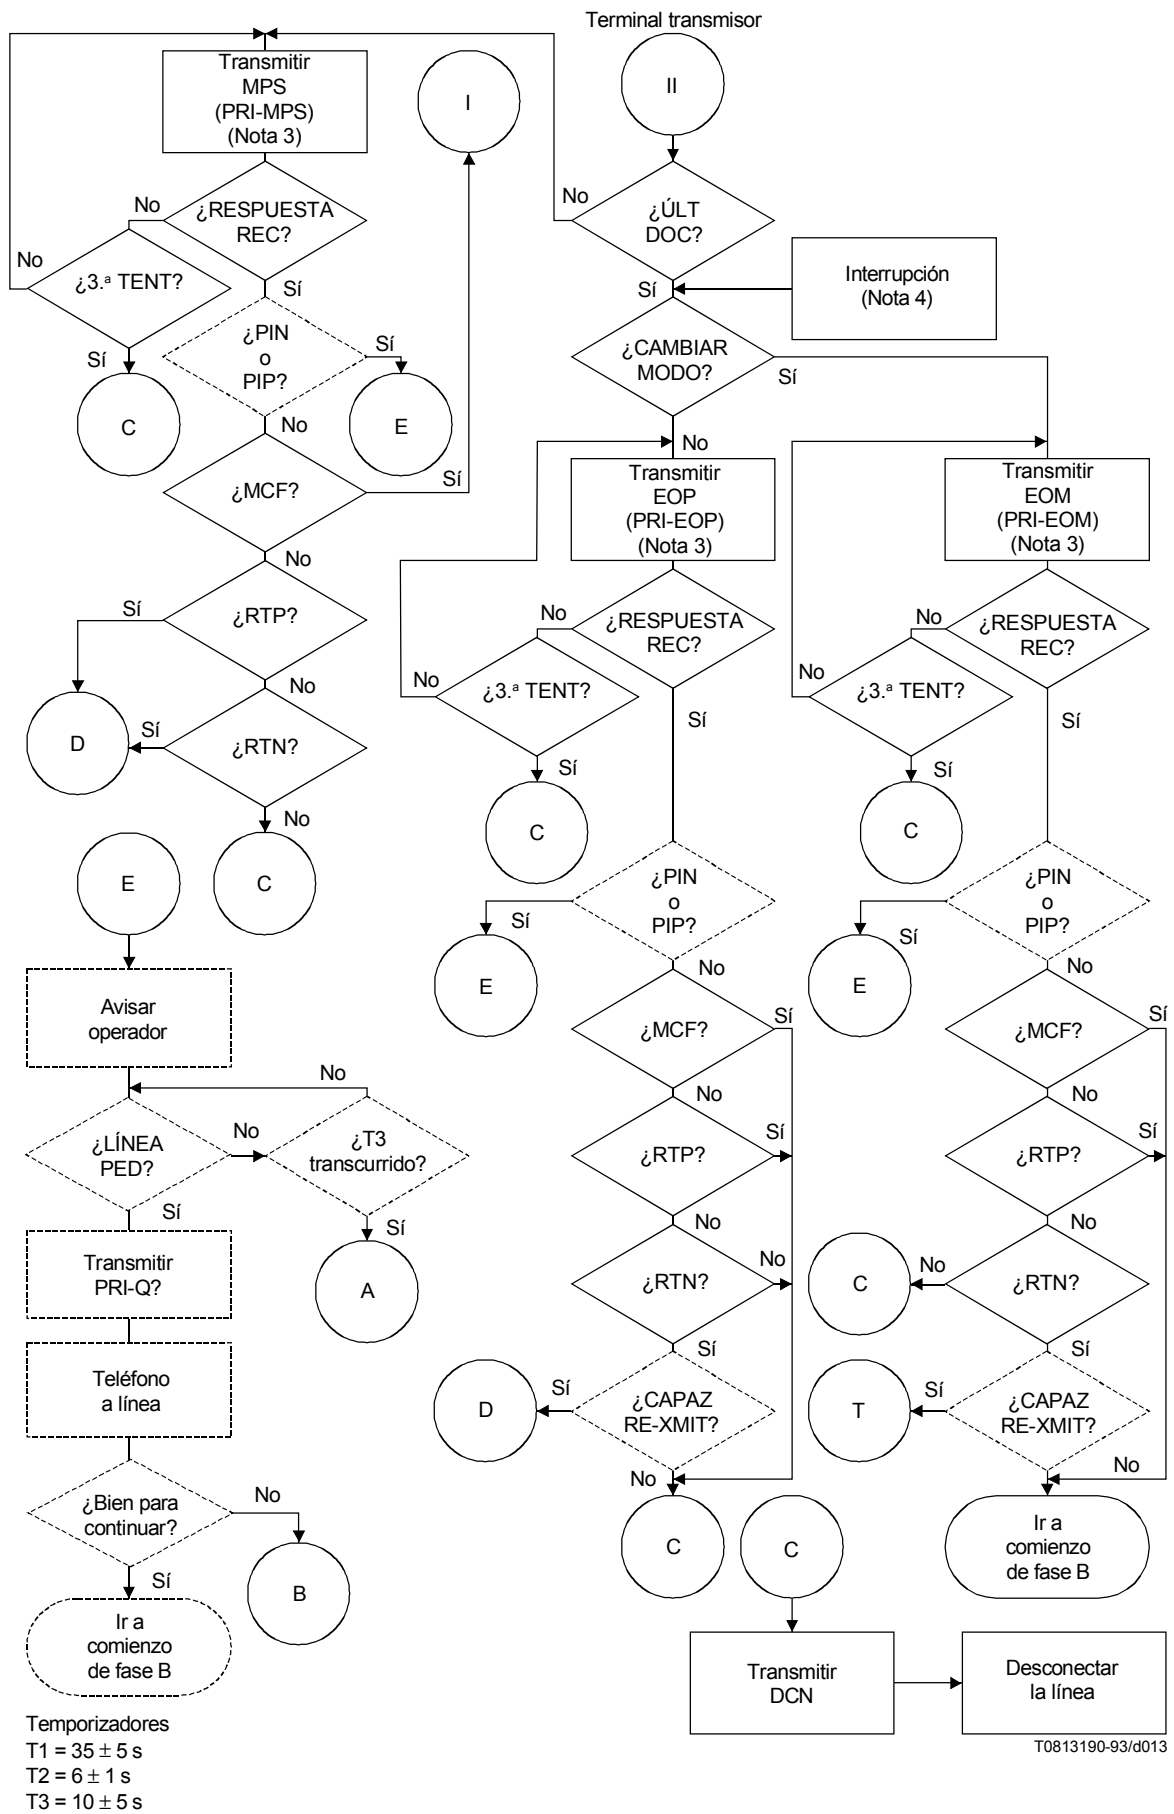 Terminal transmisor
II
Transmitir
MPS
(PRI-MPS)
(Nota 3)
I
No
¿ÚLT
DOC?
Sí
Interrupción
(Nota 4)
¿CAMBIAR
MODO?
Sí
No
No
¿RESPUESTA
REC?
Sí
No
¿3.ª TENT?
Sí
C
¿PIN
o
PIP?
Sí
E
No
¿MCF?
Sí
No
¿RTP?
Sí
No
D
Sí
¿RTN?
No
C
Transmitir
EOP
(PRI-EOP)
(Nota 3)
No
¿RESPUESTA
REC?
Sí
No
¿3.ª TENT?
Sí
C
¿PIN
o
PIP?
Sí
E
No
¿MCF?
Sí
No
¿RTP?
Sí
No
¿RTN?
No
Sí
¿CAPAZ
RE-XMIT?
Sí
D
No
C
Transmitir
EOM
(PRI-EOM)
(Nota 3)
No
¿RESPUESTA
REC?
Sí
No
¿3.ª TENT?
Sí
C
¿PIN
o
PIP?
Sí
E
No
¿MCF?
Sí
No
¿RTP?
Sí
No
¿RTN?
No
C
Sí
¿CAPAZ
RE-XMIT?
Sí
T
No
Ir a
comienzo
de fase B
E
Avisar
operador
No
¿LÍNEA
PED?
No
¿T3
transcurrido?
Sí
A
Sí
Transmitir
PRI-Q?
Teléfono
a línea
¿Bien para
continuar?
No
B
Sí
Ir a
comienzo
de fase B
C
Transmitir
DCN
Desconectar
la línea
T0813190-93/d013
Temporizadores
T1 = 35 ± 5 s
T2 = 6 ± 1 s
T3 = 10 ± 5 s